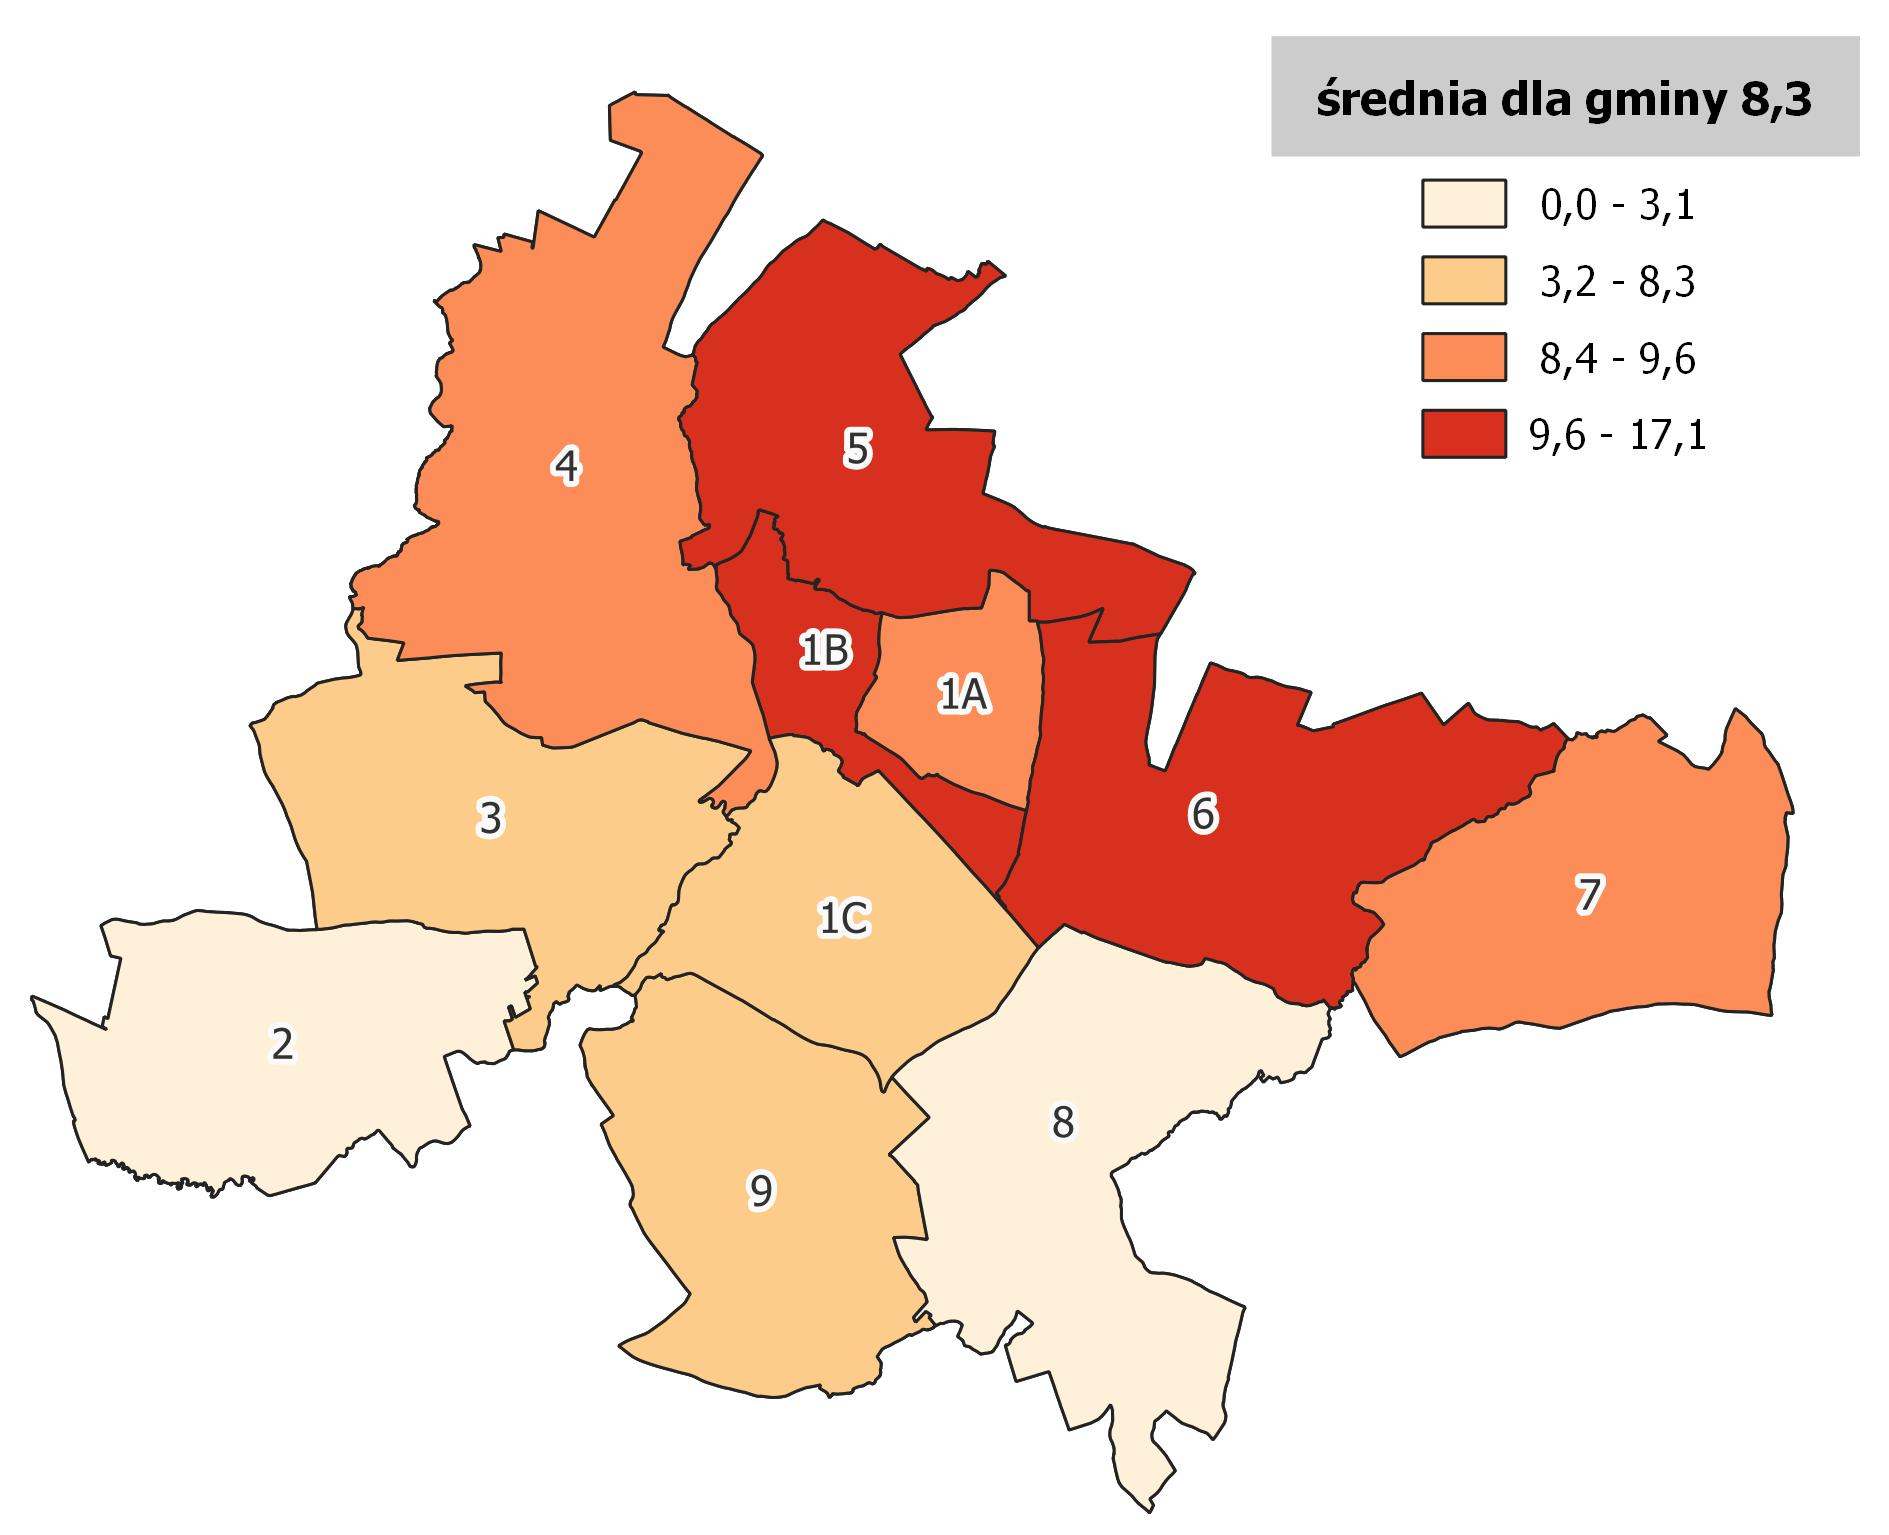 średnia dla gminy 8,3
0,0 - 3,1
3,2 - 8,3
8,4 - 9,6
9,6 - 17,1
5
4
1B
1A
6
3
7
1C
2
8
9